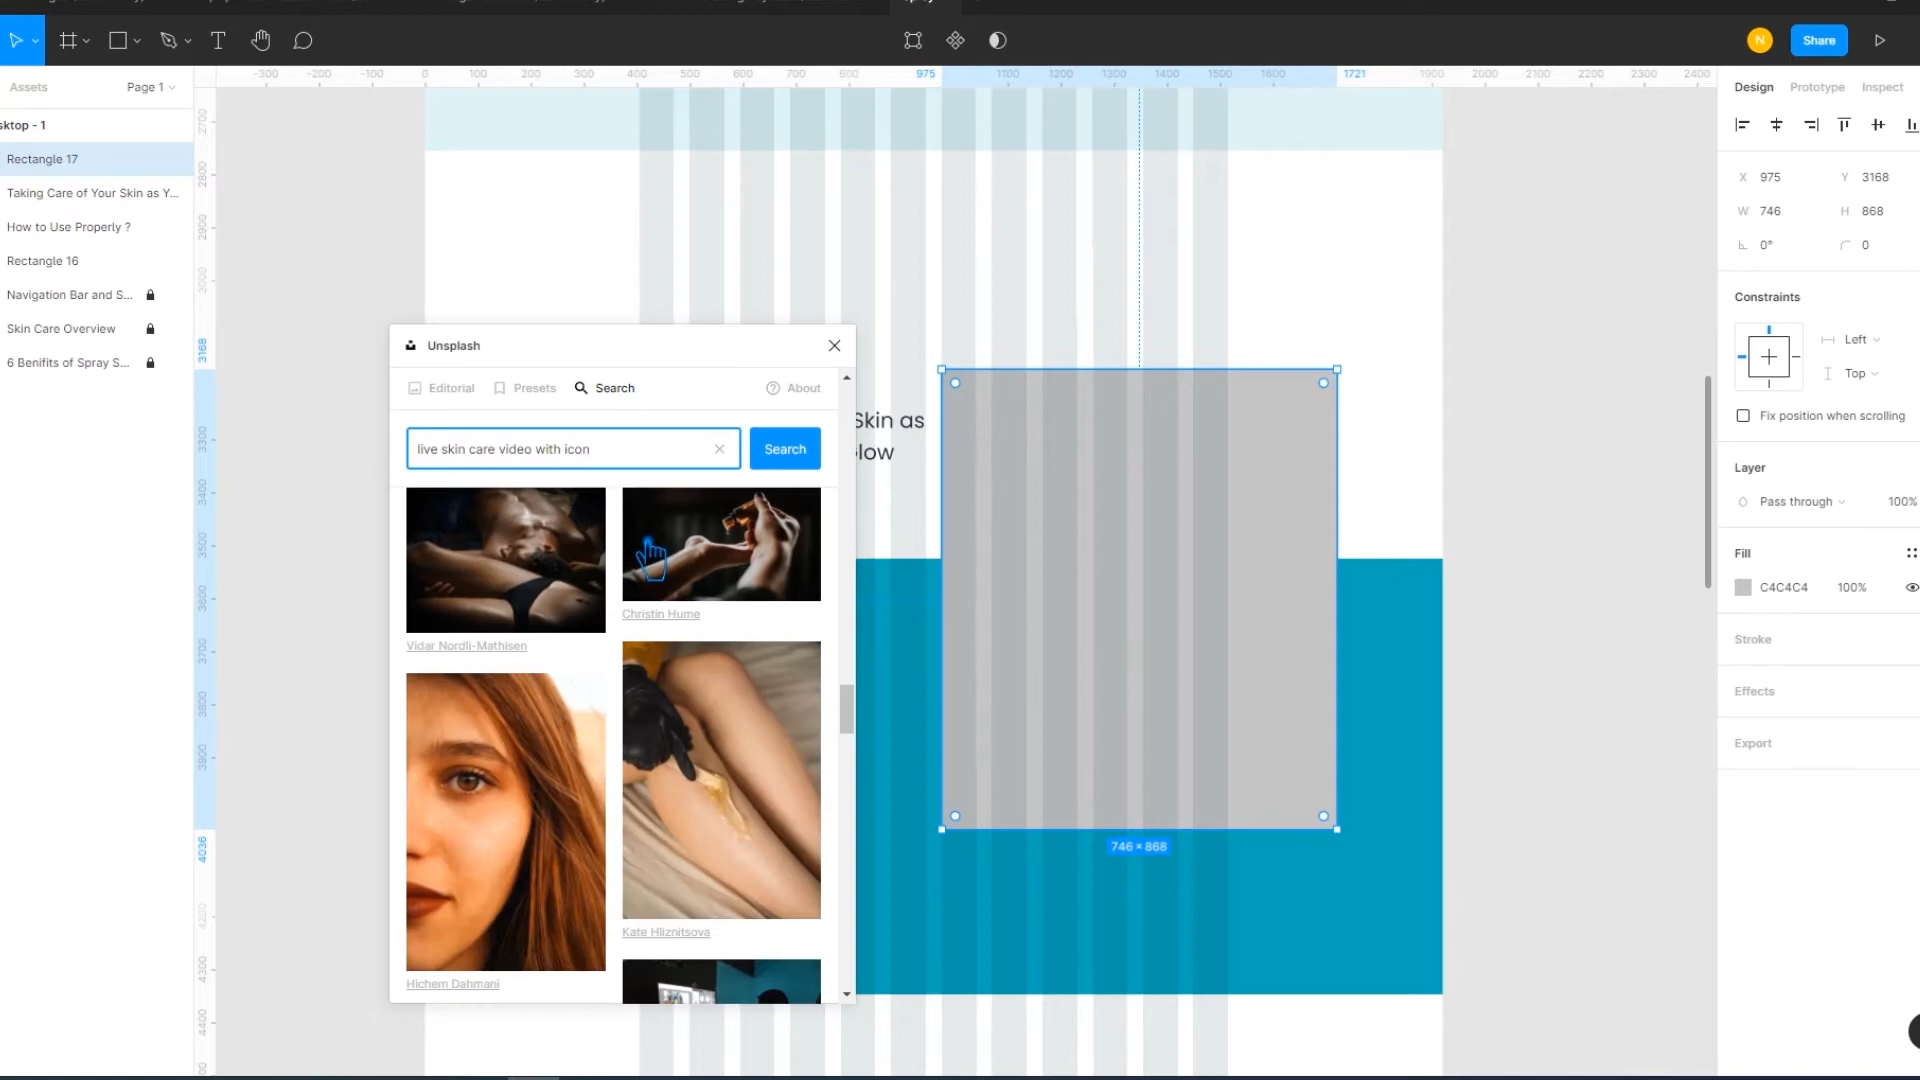 N
Share
Assets
Page 1
sktop - 1
Rectangle 17
Taking Care of Your Skin as Y...
How to Use Properly ?
Rectangle 16
Navigation Bar and S...
Skin Care Overview
6 Benifits of Spray S...
-300 -200 -100 0 100 200 300 400 500 600 700 800 975 1100 1200 1300 1400 1500 1600 1721 1900 2000 2100 2200 2300 2400
2700
2800
2900
3000
3168
3300
3400
3500
3600
3700
3800
3900
4036
4200
4300
4400
Unsplash
Editorial
Presets
Search
About
live skin care video with icon
Search
Christin Hume
Vidar Nordli-Mathisen
Kate Hliznitsova
Hichem Dahmani
Skin as
Glow
746 × 868
Design
Prototype
Inspect
X 975
Y 3168
W 746
H 868
0°
0
Constraints
Left
Top
Fix position when scrolling
Layer
Pass through
100%
Fill
C4C4C4
100%
Stroke
Effects
Export